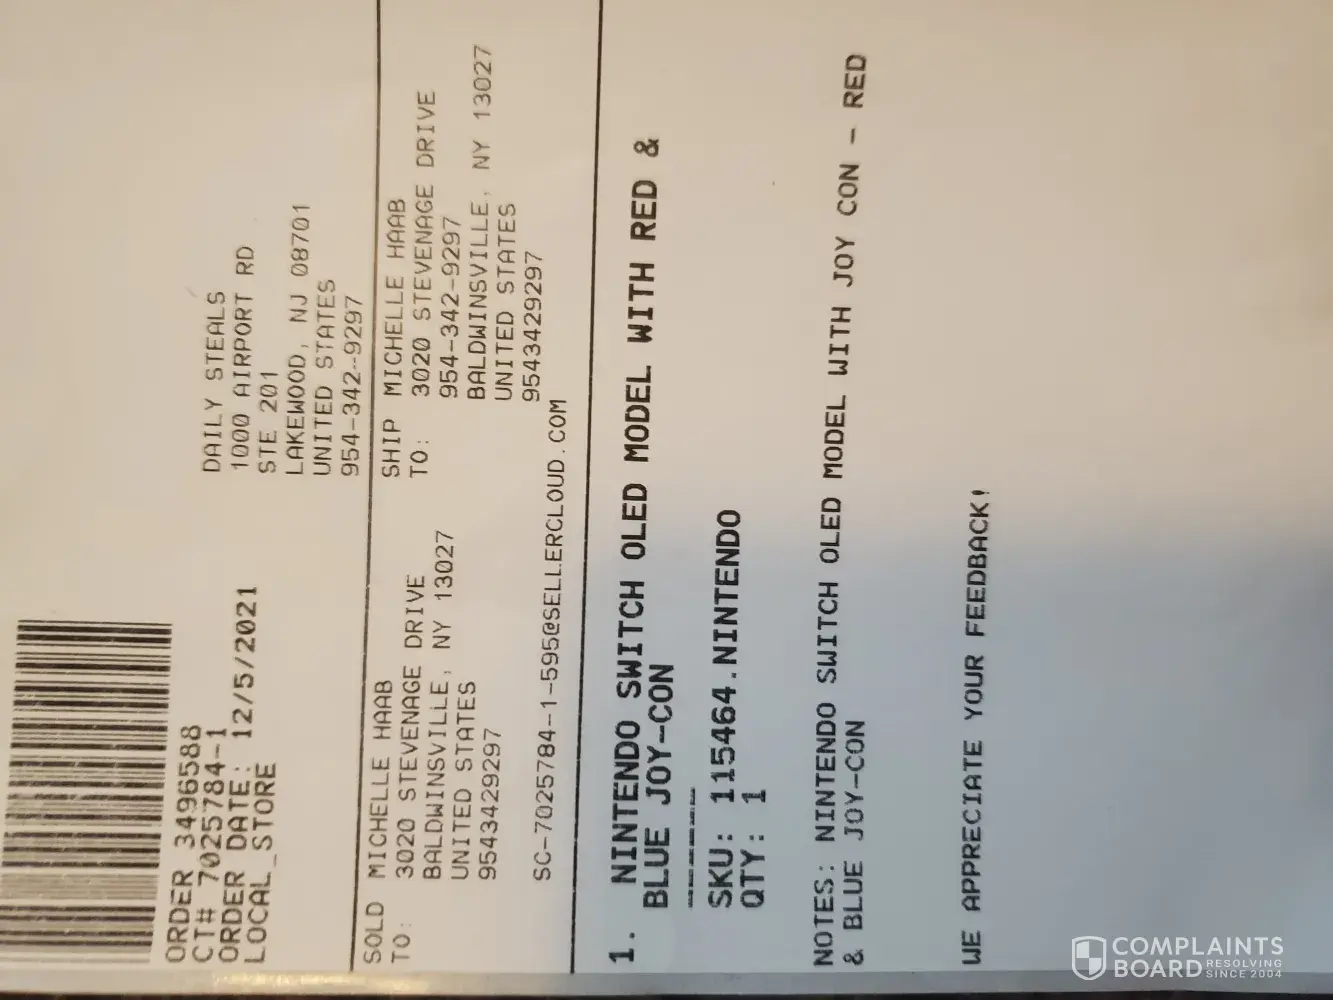 ORDER 3496588
CT# 7025784-1
ORDER DATE: 12/5/2021
LOCAL_STORE
DAILY STEALS
1000 AIRPORT RD
STE 201
LAKEWOOD, NJ 08701
UNITED STATES
954-342-9297
SOLD MICHELLE HAAB
TO: 3020 STEVENAGE DRIVE
BALDWINSVILLE, NY 13027
UNITED STATES
9543429297
SHIP MICHELLE HAAB
TO: 3020 STEVENAGE DRIVE
954-342-9297
BALDWINSVILLE, NY 13027
UNITED STATES
9543429297
SC-7025784-1-595@SELLERCLOUD.COM
1. NINTENDO SWITCH OLED MODEL WITH RED &
BLUE JOY-CON
-----
SKU: 115464.NINTENDO
QTY: 1
NOTES: NINTENDO SWITCH OLED MODEL WITH JOY CON - RED
& BLUE JOY-CON
WE APPRECIATE YOUR FEEDBACK!
COMPLAINTS
BOARD RESOLVING
SINCE 2004